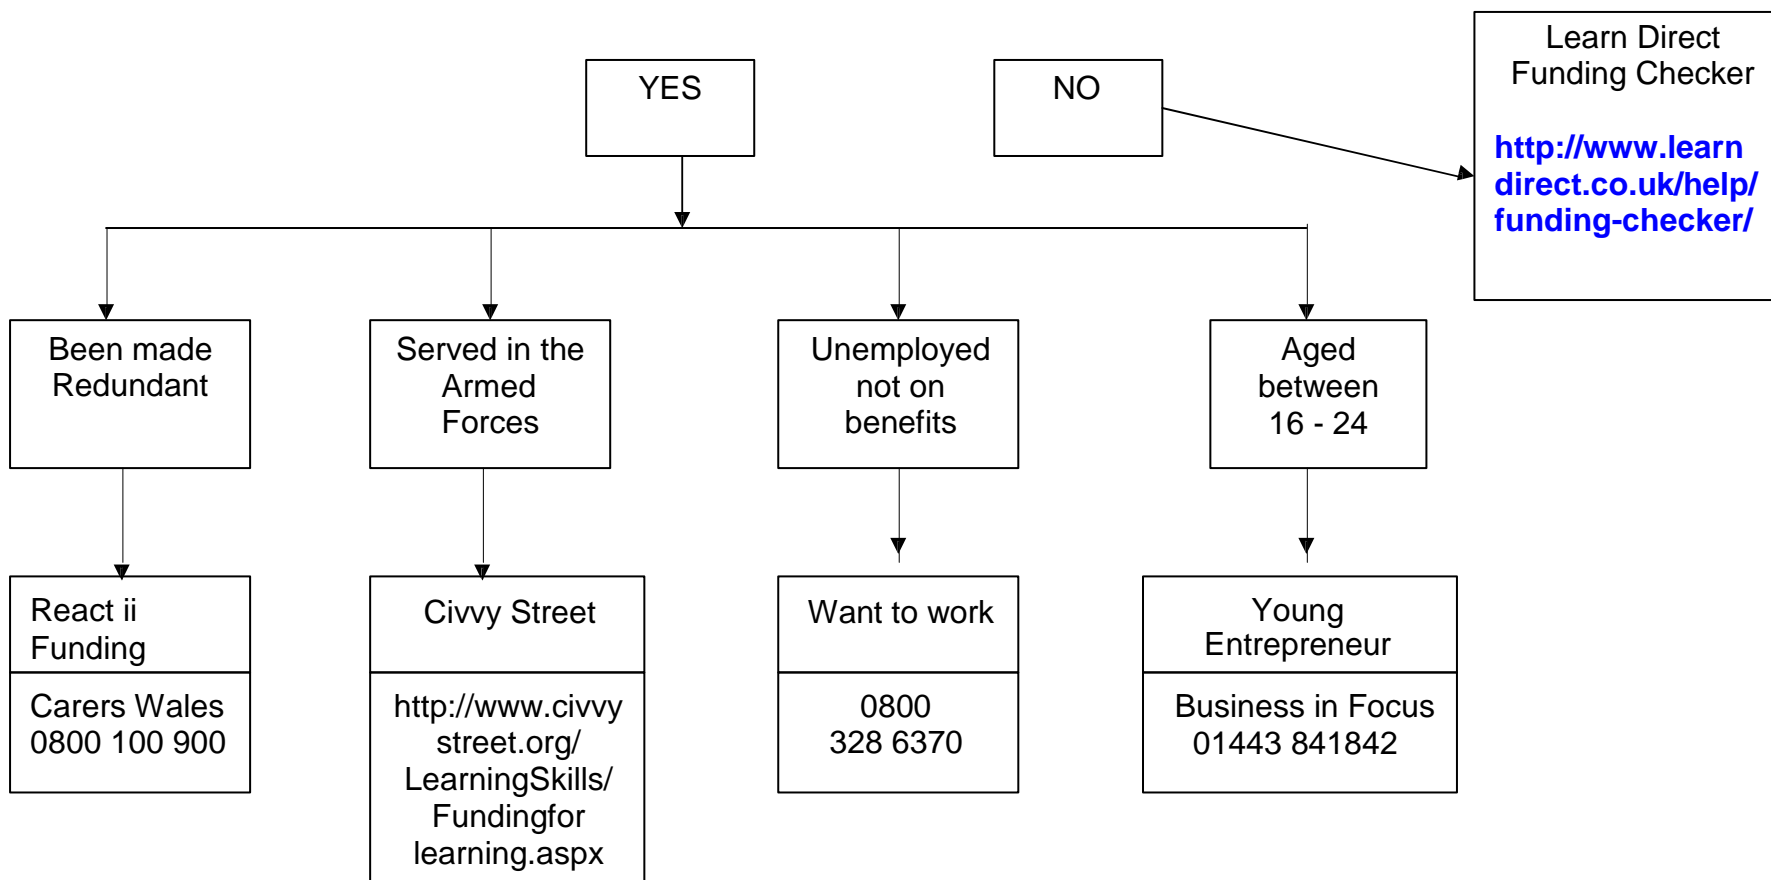 YES
NO
Learn Direct
Funding Checker
http://www.learn
direct.co.uk/help/
funding-checker/
Been made
Redundant
Served in the
Armed
Forces
Unemployed
not on
benefits
Aged
between
16 - 24
React ii
Funding
Carers Wales
0800 100 900
Civvy Street
http://www.civvy
street.org/
LearningSkills/
Fundingfor
learning.aspx
Want to work
0800
328 6370
Young
Entrepreneur
Business in Focus
01443 841842